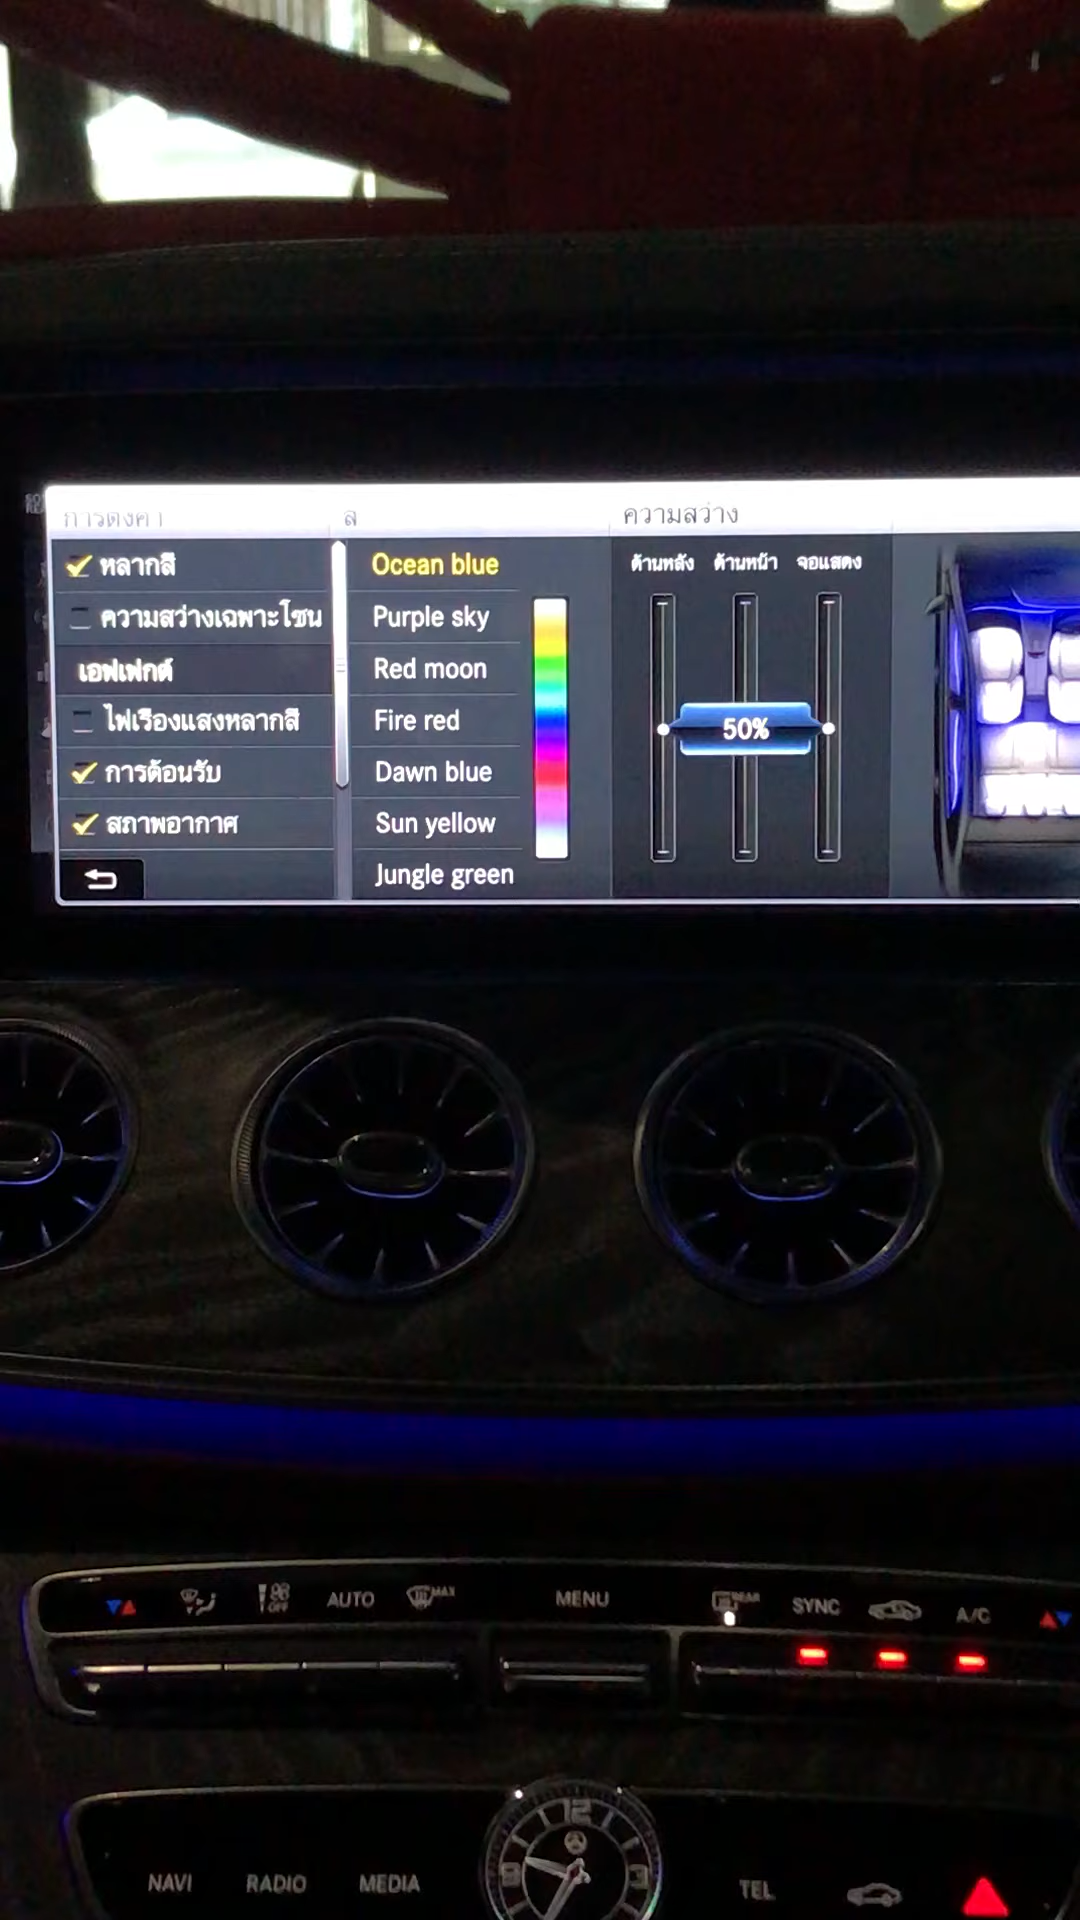 การตั้งค่า
สี
ความสว่าง
หลากสี
ความสว่างเฉพาะโซน
เอฟเฟกต์
ไฟเรืองแสงหลากสี
การต้อนรับ
สภาพอากาศ
Ocean blue
Purple sky
Red moon
Fire red
Dawn blue
Sun yellow
Jungle green
ด้านหลัง ด้านหน้า จอแสดง
50%
OFF
AUTO
MAX
MENU
REAR
SYNC
A/C
NAVI
RADIO
MEDIA
12
9
3
TEL